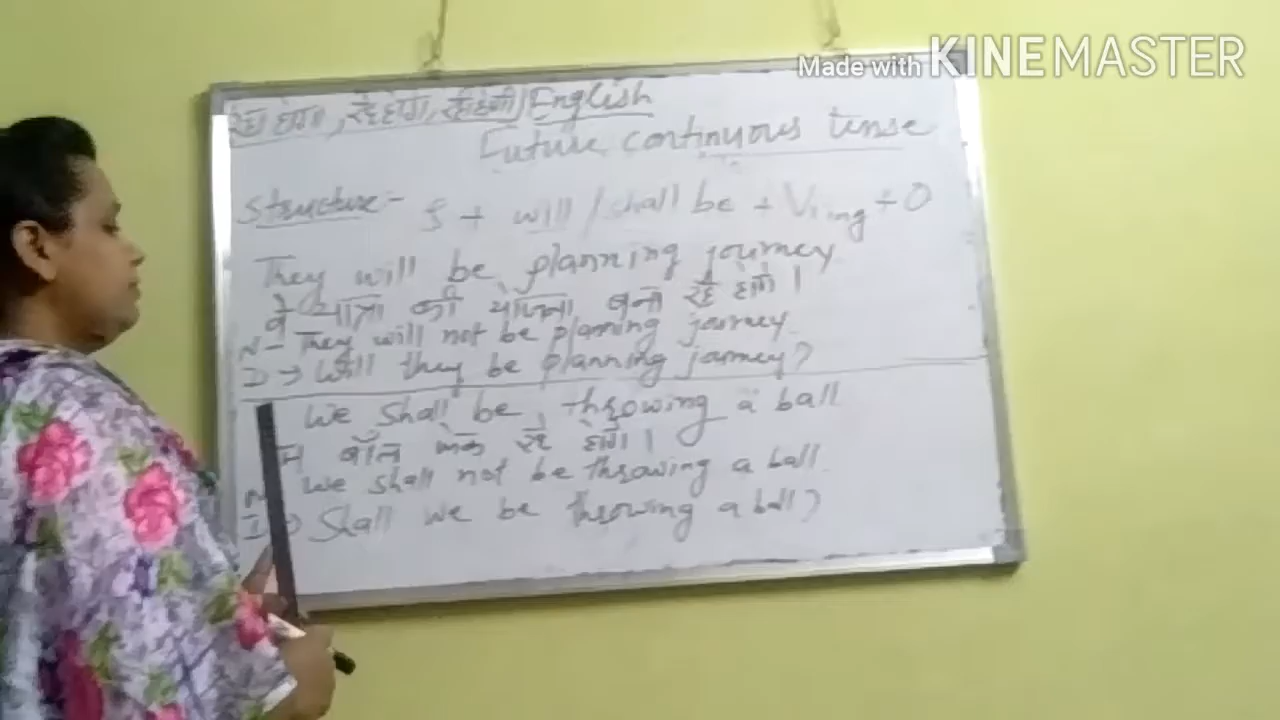 Made with KINEMASTER
रहा होगा, रहे होंगे, रही होगी / English
Future continuous tense
Structure:- S + will / shall be + Ving + O
They will be planning journey
वे यात्रा की योजना बना रहे होंगे ।
N - They will not be planning journey.
I → Will they be planning journey?
We shall be throwing a ball
बॉल फेंक रहे होंगे ।
N We shall not be throwing a ball.
I → Shall we be throwing a ball?